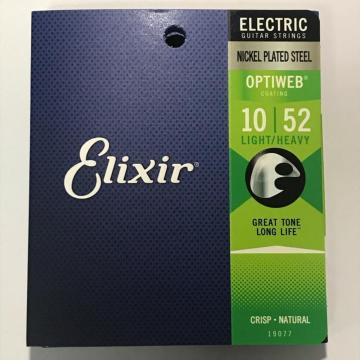 Elixir®
ELECTRIC
GUITAR STRINGS
NICKEL PLATED STEEL
OPTIWEB®
COATING
10 | 52
LIGHT/HEAVY
GREAT TONE
LONG LIFE™
CRISP • NATURAL
19077